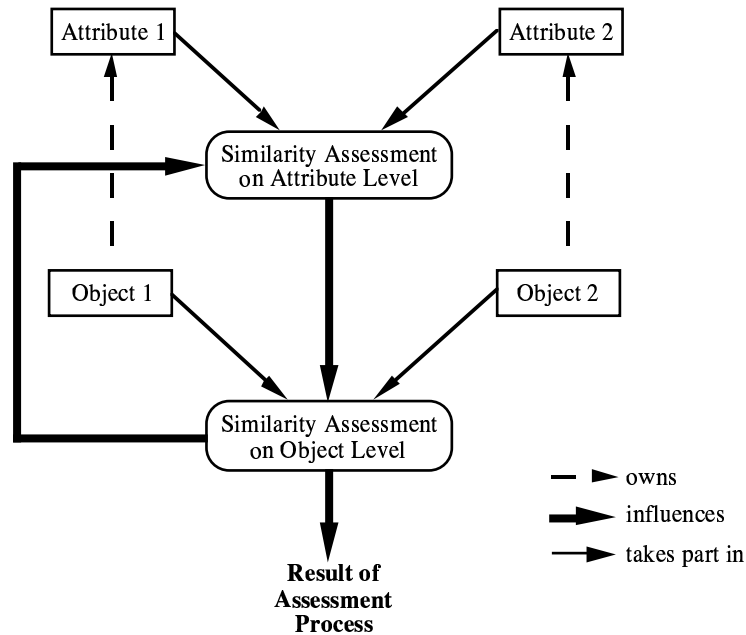 Attribute 1
Attribute 2
Similarity Assessment
on Attribute Level
Object 1
Object 2
Similarity Assessment
on Object Level
owns
influences
takes part in
Result of
Assessment
Process